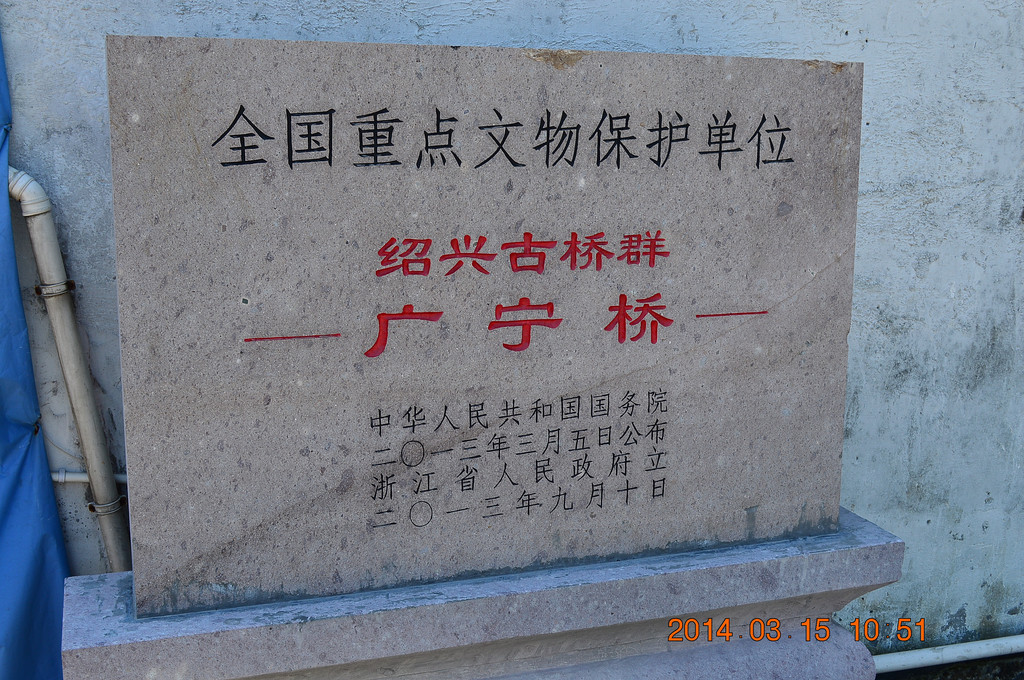 全国重点文物保护单位
绍兴古桥群
—广宁桥—
中华人民共和国国务院
二〇一三年三月五日公布
浙江省人民政府立
二〇一三年九月十日
2014 03 15 10 51